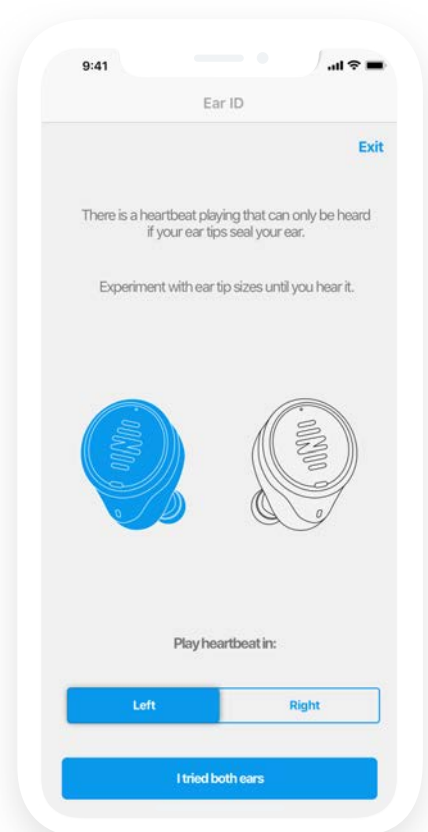 9:41
Ear ID
Exit
There is a heartbeat playing that can only be heard
if your ear tips seal your ear.
Experiment with ear tip sizes until you hear it.
Play heartbeat in:
Left
Right
I tried both ears